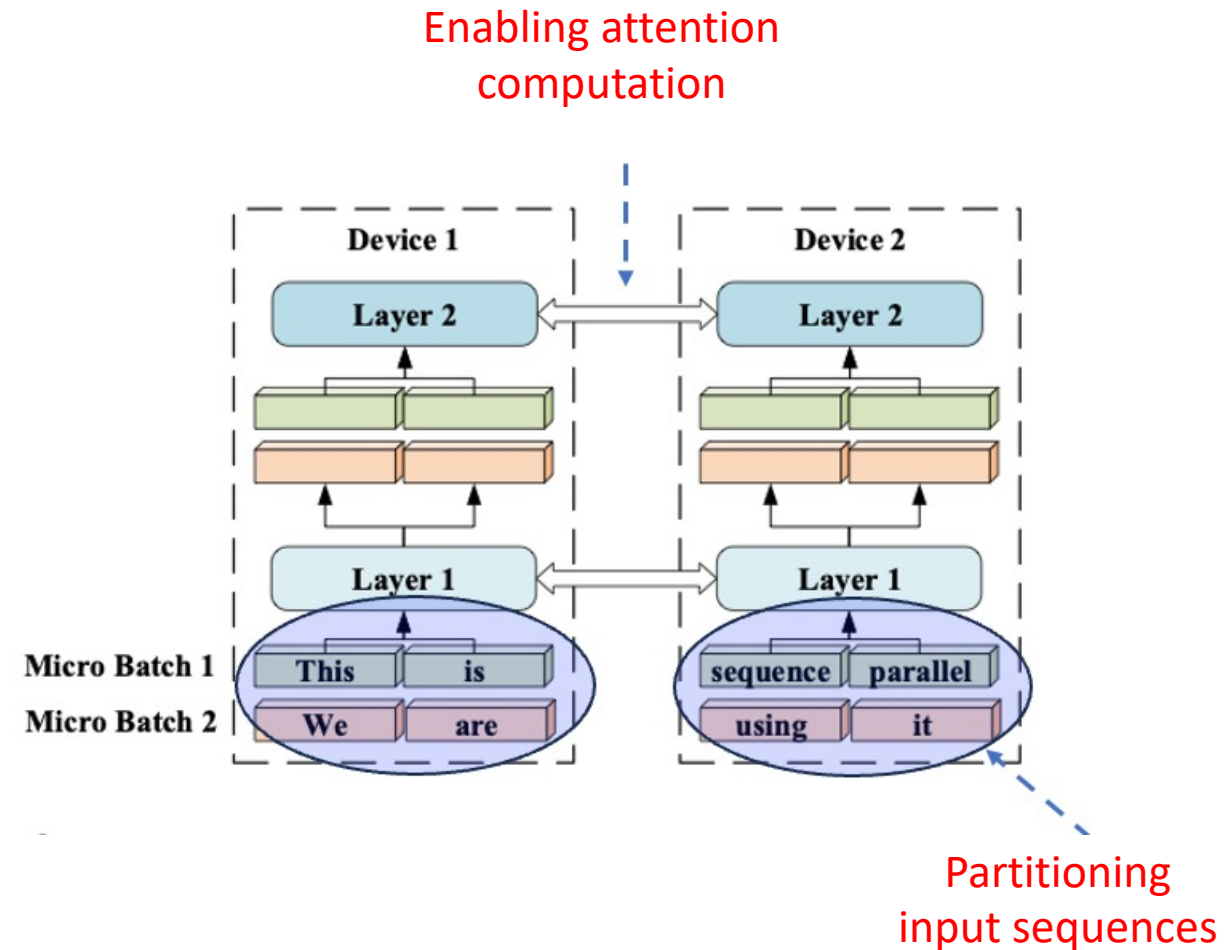 Enabling attention
computation
Device 1
Device 2
Layer 2
Layer 2
Layer 1
Layer 1
Micro Batch 1
This
is
sequence
parallel
Micro Batch 2
We
are
using
it
Partitioning
input sequences